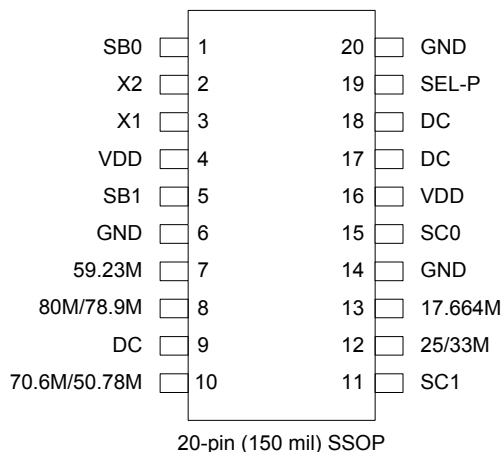 SB0 1 20 GND
X2 2 19 SEL-P
X1 3 18 DC
VDD 4 17 DC
SB1 5 16 VDD
GND 6 15 SC0
59.23M 7 14 GND
80M/78.9M 8 13 17.664M
DC 9 12 25/33M
70.6M/50.78M 10 11 SC1
20-pin (150 mil) SSOP